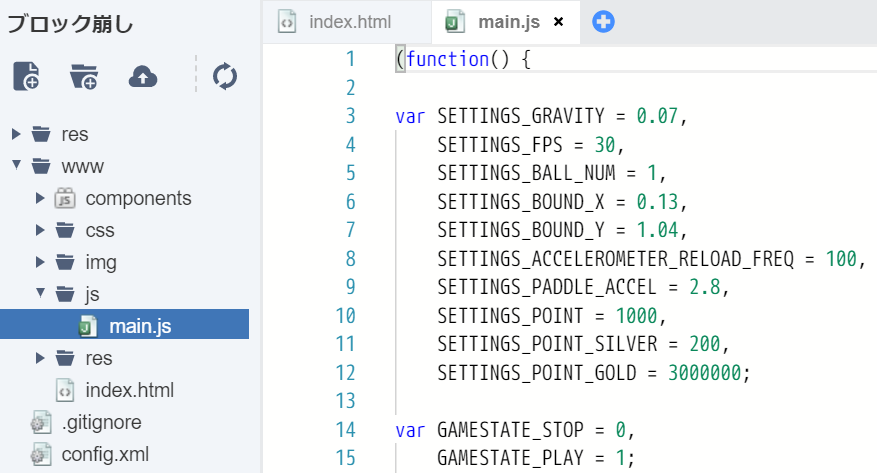 ブロック崩し
res
www
components
css
img
js
main.js
res
index.html
.gitignore
config.xml
index.html
main.js ×
1 (function() {
2
3 var SETTINGS_GRAVITY = 0.07,
4 SETTINGS_FPS = 30,
5 SETTINGS_BALL_NUM = 1,
6 SETTINGS_BOUND_X = 0.13,
7 SETTINGS_BOUND_Y = 1.04,
8 SETTINGS_ACCELEROMETER_RELOAD_FREQ = 100,
9 SETTINGS_PADDLE_ACCEL = 2.8,
10 SETTINGS_POINT = 1000,
11 SETTINGS_POINT_SILVER = 200,
12 SETTINGS_POINT_GOLD = 3000000;
13
14 var GAMESTATE_STOP = 0,
15 GAMESTATE_PLAY = 1;